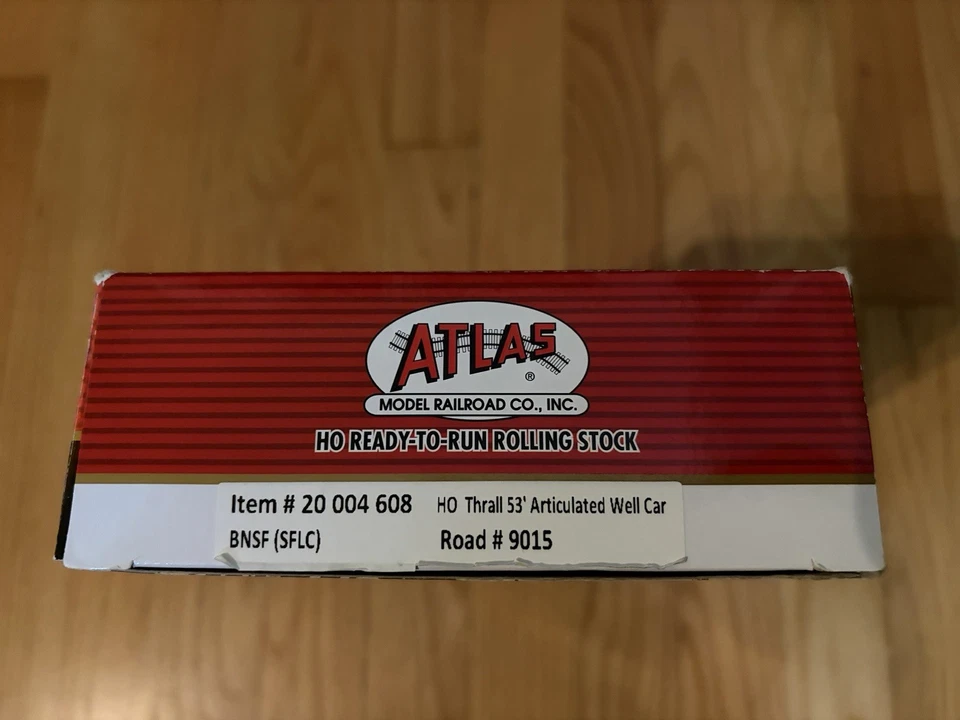 ATLAS
®
MODEL RAILROAD CO., INC.
HO READY-TO-RUN ROLLING STOCK
Item # 20 004 608 HO Thrall 53' Articulated Well Car
BNSF (SFLC) Road # 9015